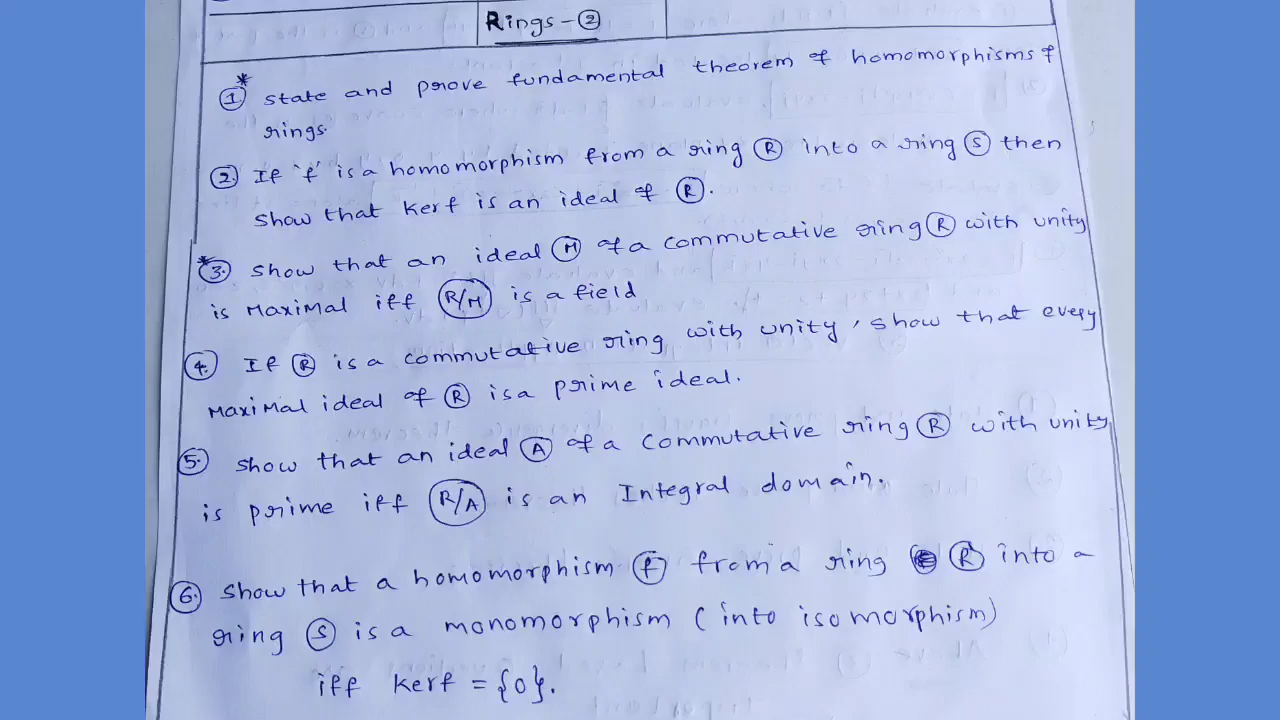 Rings - ②
* ① state and prove fundamental theorem of homomorphisms of
rings.
② If 'f' is a homomorphism from a ring Ⓡ into a ring Ⓢ then
show that kerf is an ideal of Ⓡ.
* ③. show that an ideal Ⓜ of a commutative ring Ⓡ with unity
is Maximal iff R/M is a field
④. If Ⓡ is a commutative ring with unity, show that every
Maximal ideal of Ⓡ is a prime ideal.
⑤. show that an ideal Ⓐ of a commutative ring Ⓡ with unity
is prime iff R/A is an Integral domain.
⑥. show that a homomorphism ⓕ from a ring Ⓡ into a
ring Ⓢ is a monomorphism (into isomorphism)
iff kerf = {0}.